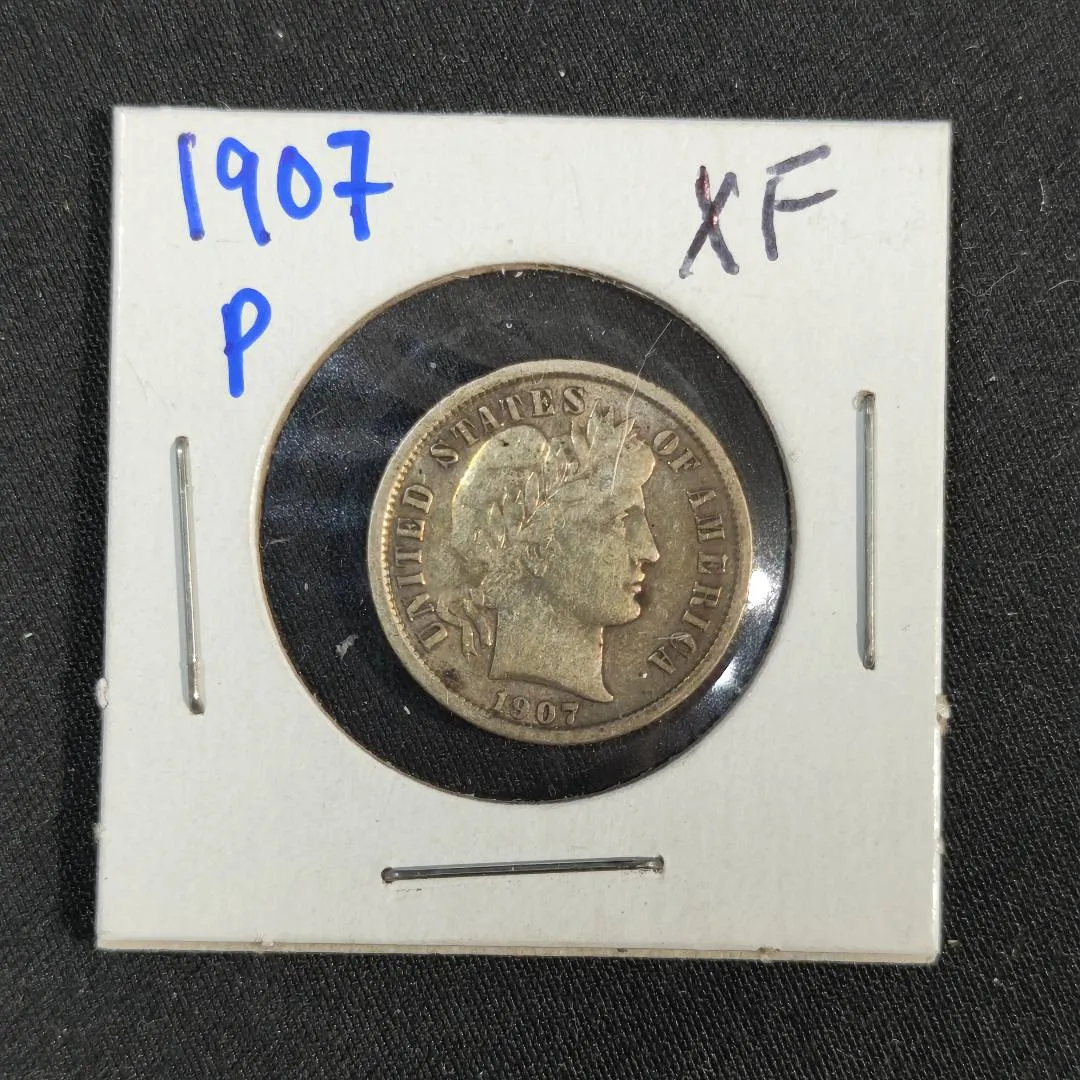 1907 XF
P
UNITED STATES OF AMERICA
1907